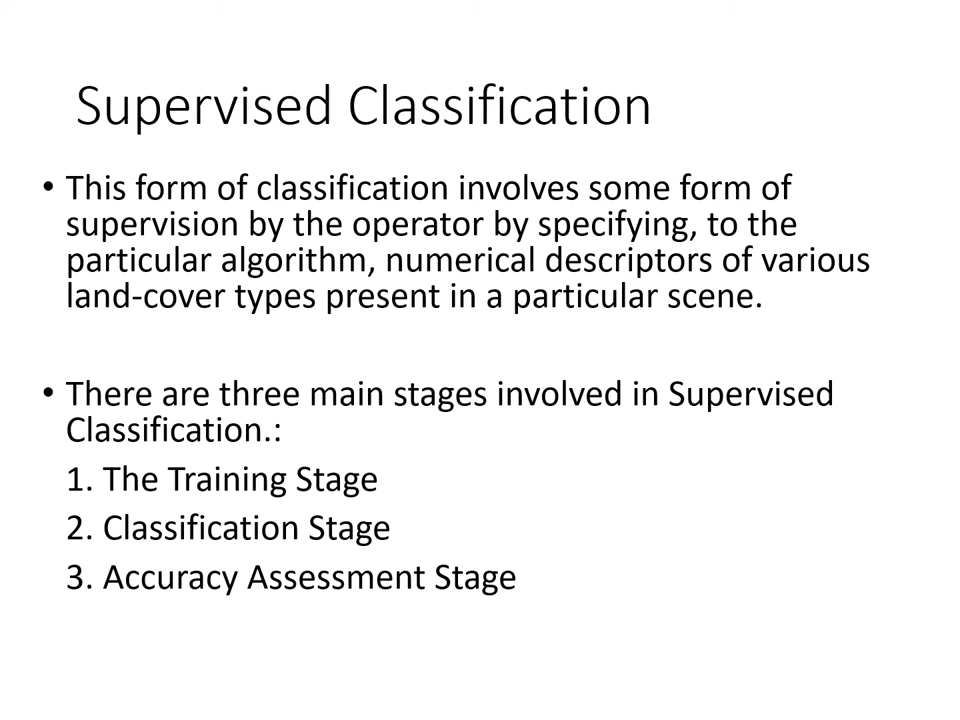 Supervised Classification
• This form of classification involves some form of
supervision by the operator by specifying, to the
particular algorithm, numerical descriptors of various
land-cover types present in a particular scene.
• There are three main stages involved in Supervised
Classification.:
1. The Training Stage
2. Classification Stage
3. Accuracy Assessment Stage